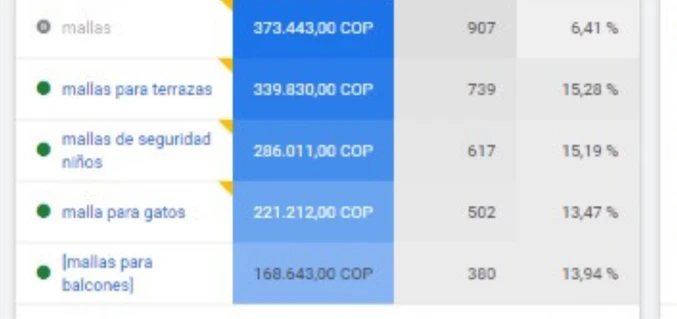 mallas 373.443,00 COP 907 6,41 %
mallas para terrazas 339.830,00 COP 739 15,28 %
mallas de seguridad
niños 286.011,00 COP 617 15,19 %
malla para gatos 221.212,00 COP 502 13,47 %
[mallas para
balcones] 168.643,00 COP 380 13,94 %